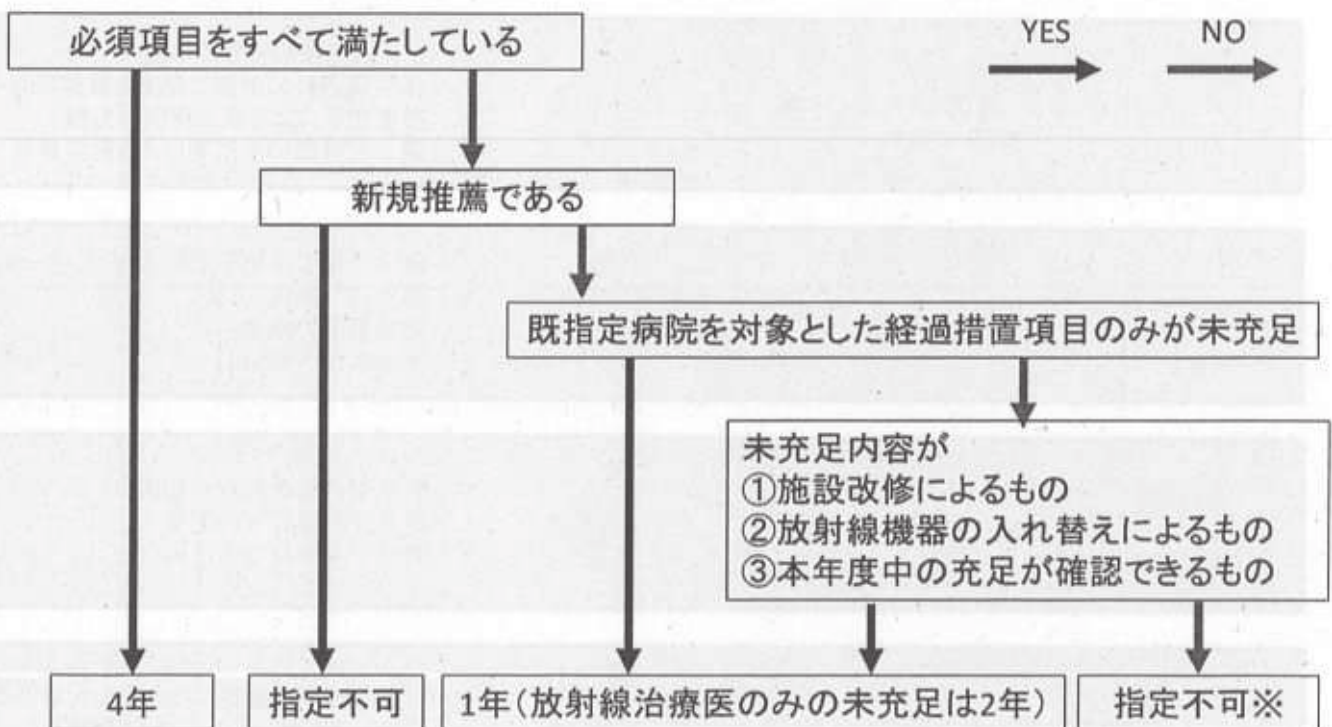 必須項目をすべて満たしている
YES
NO
新規推薦である
既指定病院を対象とした経過措置項目のみが未充足
未充足内容が
①施設改修によるもの
②放射線機器の入れ替えによるもの
③本年度中の充足が確認できるもの
4年
指定不可
1年(放射線治療医のみの未充足は2年)
指定不可※